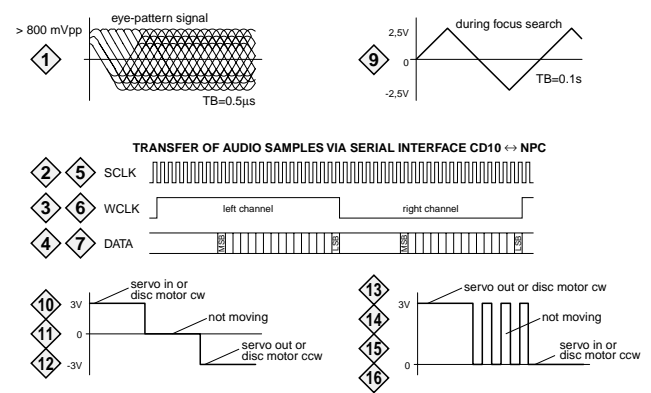 eye-pattern signal
> 800 mVpp
1
TB=0.5μs
during focus search
2,5V
9
0
-2,5V
TB=0.1s
TRANSFER OF AUDIO SAMPLES VIA SERIAL INTERFACE CD10 ↔ NPC
2 5 SCLK
3 6 WCLK left channel right channel
4 7 DATA MSB LSB MSB LSB
servo in or
disc motor cw
10 3V
not moving
11 0
servo out or
disc motor ccw
12 -3V
13
servo out or disc motor cw
3V
14
not moving
15
servo in or
disc motor ccw
0
16